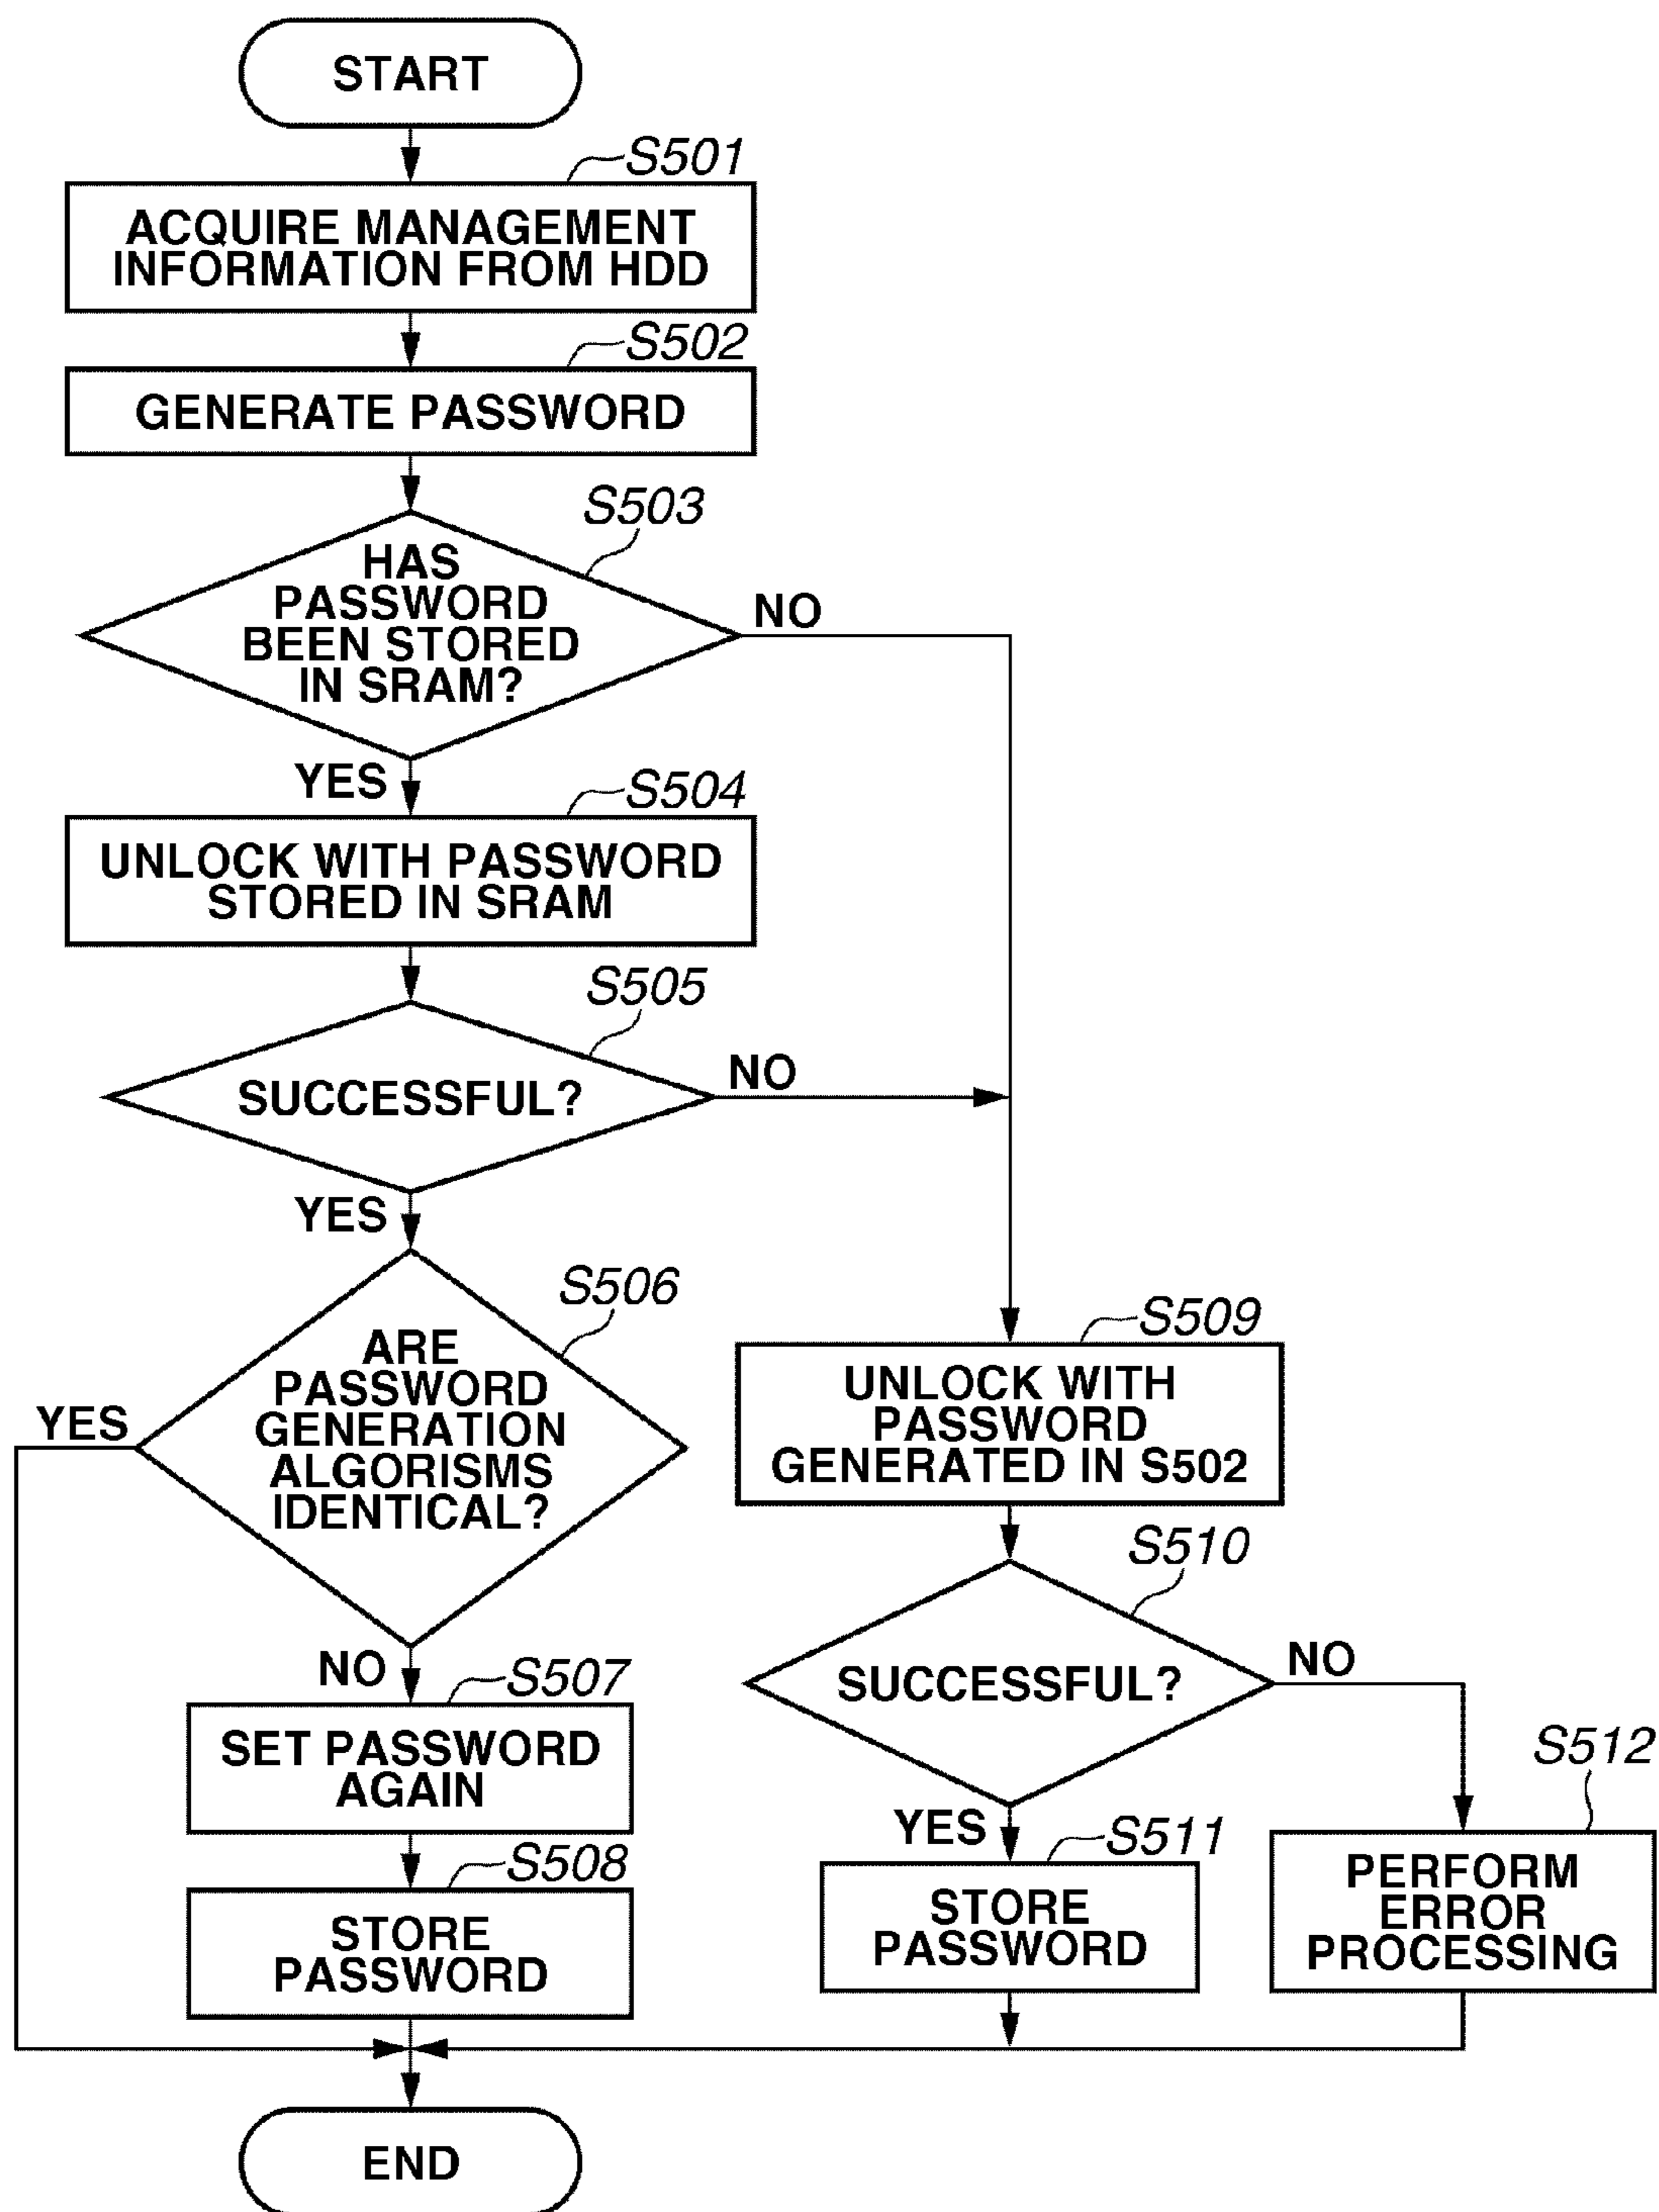 START
S501
ACQUIRE MANAGEMENT
INFORMATION FROM HDD
S502
GENERATE PASSWORD
S503
HAS
PASSWORD
BEEN STORED
IN SRAM?
NO
YES
S504
UNLOCK WITH PASSWORD
STORED IN SRAM
S505
SUCCESSFUL?
NO
YES
S506
ARE
PASSWORD
GENERATION
ALGORISMS
IDENTICAL?
YES
NO
S507
SET PASSWORD
AGAIN
S508
STORE
PASSWORD
S509
UNLOCK WITH
PASSWORD
GENERATED IN S502
S510
SUCCESSFUL?
NO
YES
S511
STORE
PASSWORD
S512
PERFORM
ERROR
PROCESSING
END